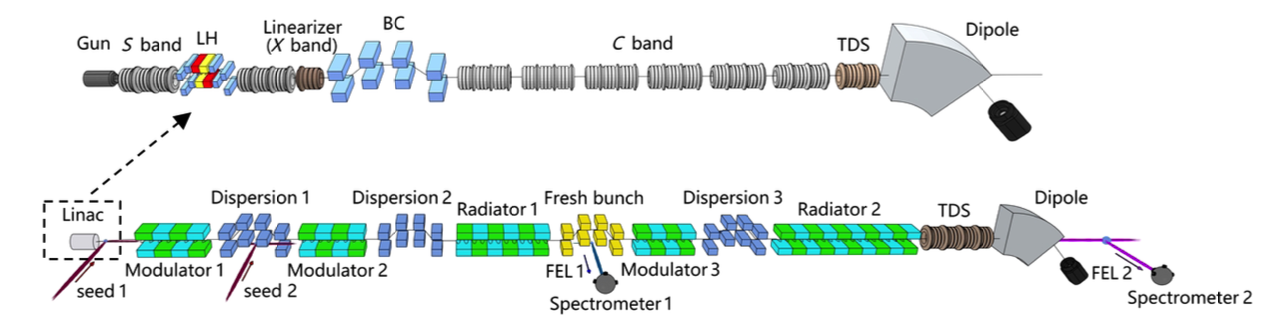 Gun
S band
LH
Linearizer
(X band)
BC
C band
TDS
Dipole
Linac
seed 1
Modulator 1
Dispersion 1
seed 2
Modulator 2
Dispersion 2
Radiator 1
Fresh bunch
FEL 1
Spectrometer 1
Modulator 3
Dispersion 3
Radiator 2
TDS
Dipole
FEL 2
Spectrometer 2